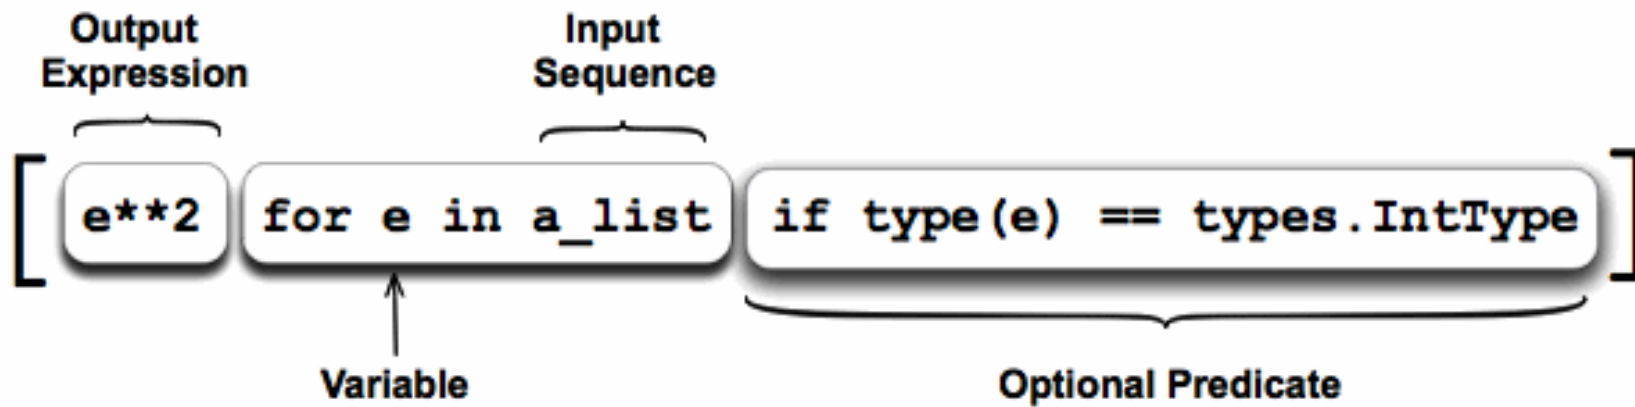 Output
Expression
Input
Sequence
[ e**2 for e in a_list if type(e) == types.IntType ]
Variable
Optional Predicate